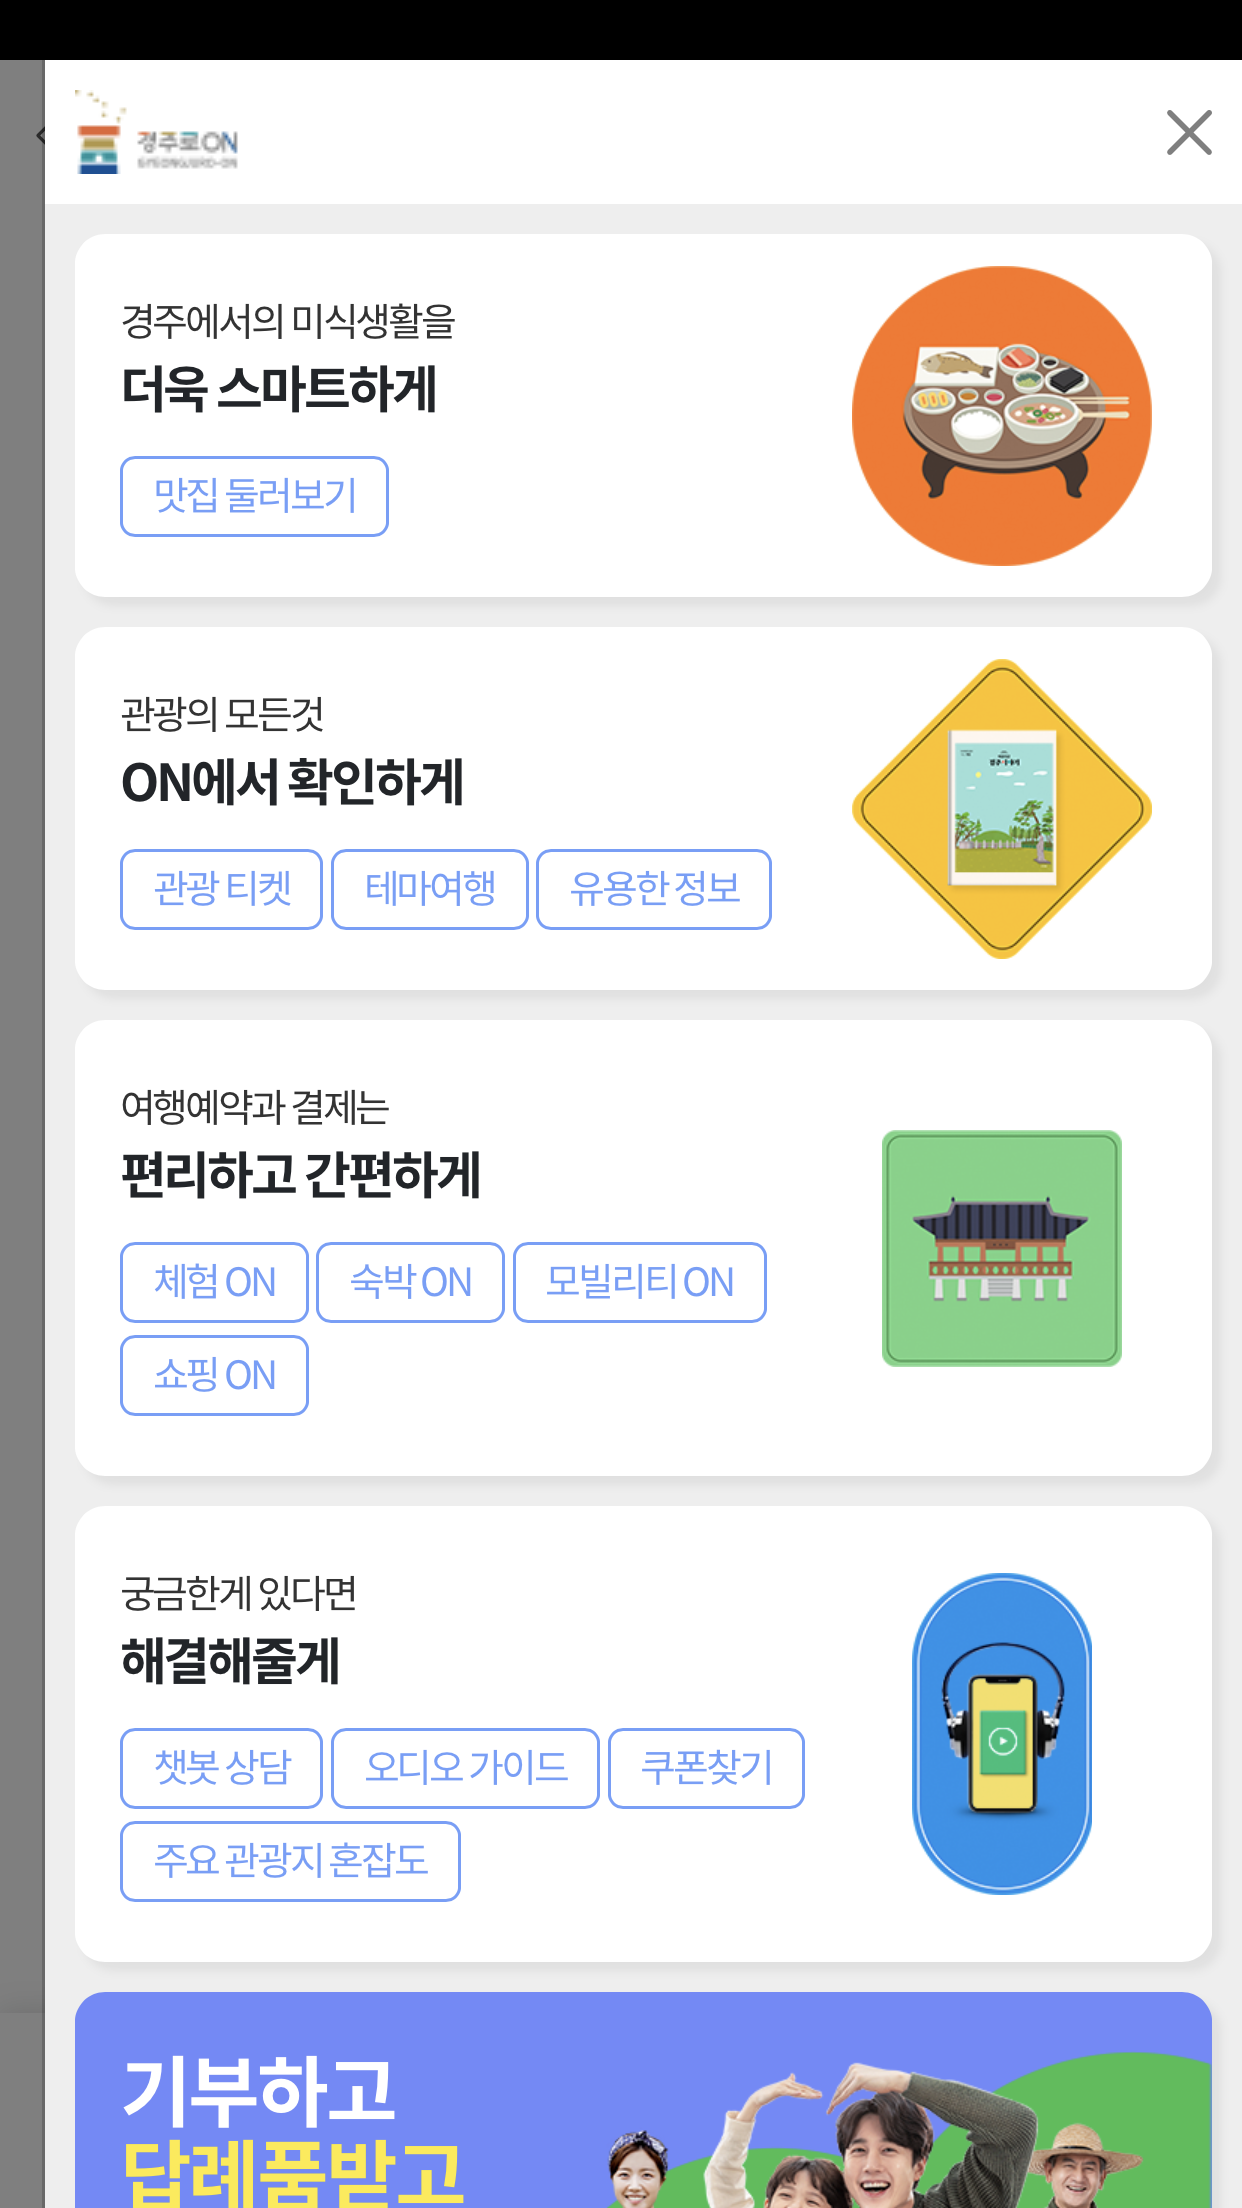 경주로ON
GYEONGJURO-ON
경주에서의 미식생활을
더욱 스마트하게
맛집 둘러보기
관광의 모든것
ON에서 확인하게
관광 티켓 테마여행 유용한 정보
여행예약과 결제는
편리하고 간편하게
체험 ON 숙박 ON 모빌리티 ON
쇼핑 ON
궁금한게 있다면
해결해줄게
챗봇 상담 오디오 가이드 쿠폰찾기
주요 관광지 혼잡도
기부하고
답례품받고